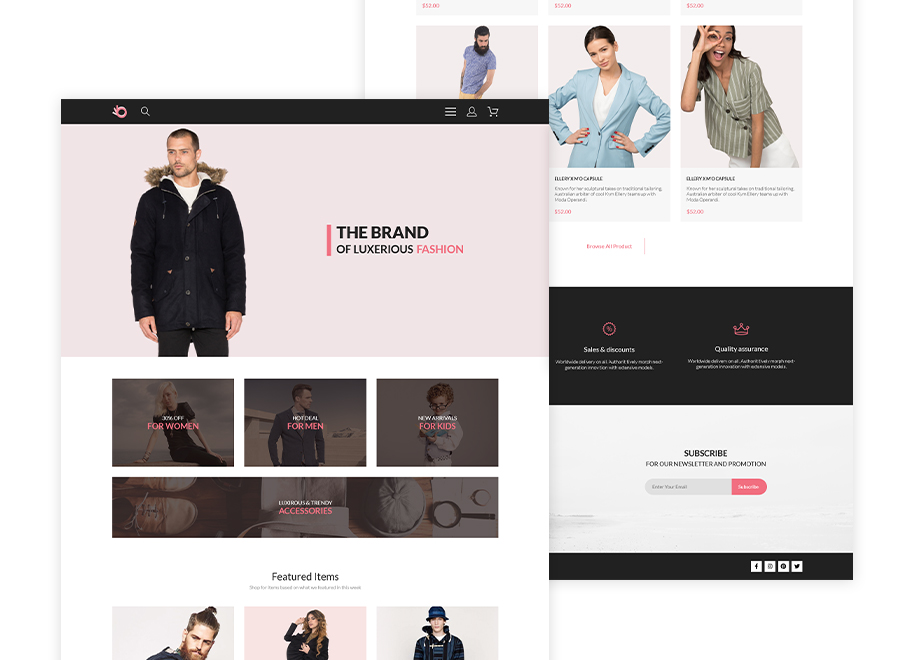 $52.00
$52.00
$52.00
THE BRAND
OF LUXERIOUS FASHION
30% OFF
FOR WOMEN
HOT DEAL
FOR MEN
NEW ARRIVALS
FOR KIDS
LUXIROUS & TRENDY
ACCESSORIES
Featured Items
Shop for items based on what we featured in this week
ELLERY X M'O CAPSULE
Known for her sculptural takes on traditional tailoring,
Australian arbiter of cool Kym Ellery teams up with
Moda Operandi.
$52.00
ELLERY X M'O CAPSULE
Known for her sculptural takes on traditional tailoring,
Australian arbiter of cool Kym Ellery teams up with
Moda Operandi.
$52.00
Browse All Product
Sales & discounts
Worldwide delivery on all. Authorit tively morph next-
generation innovation with extensive models.
Quality assurance
Worldwide delivery on all. Authorit tively morph next-
generation innovation with extensive models.
SUBSCRIBE
FOR OUR NEWSLETTER AND PROMOTION
Enter Your Email
Subscribe